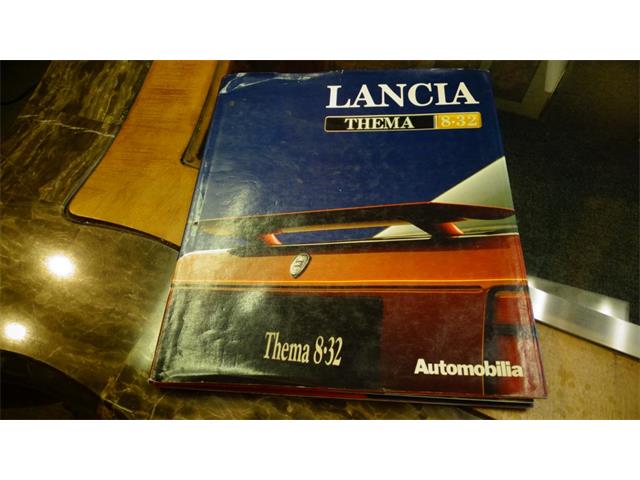 LANCIA
THEMA 8·32
Thema 8·32
Automobilia